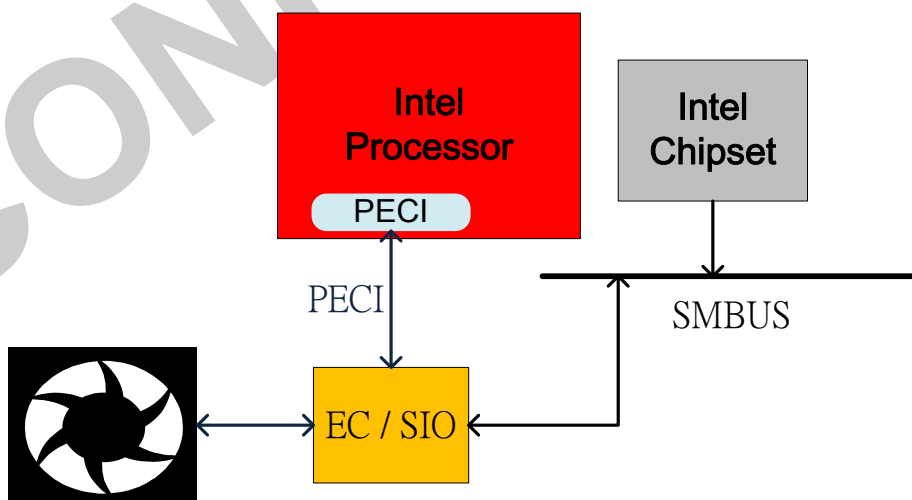 Intel
Processor
PECI
Intel
Chipset
PECI
SMBUS
EC / SIO